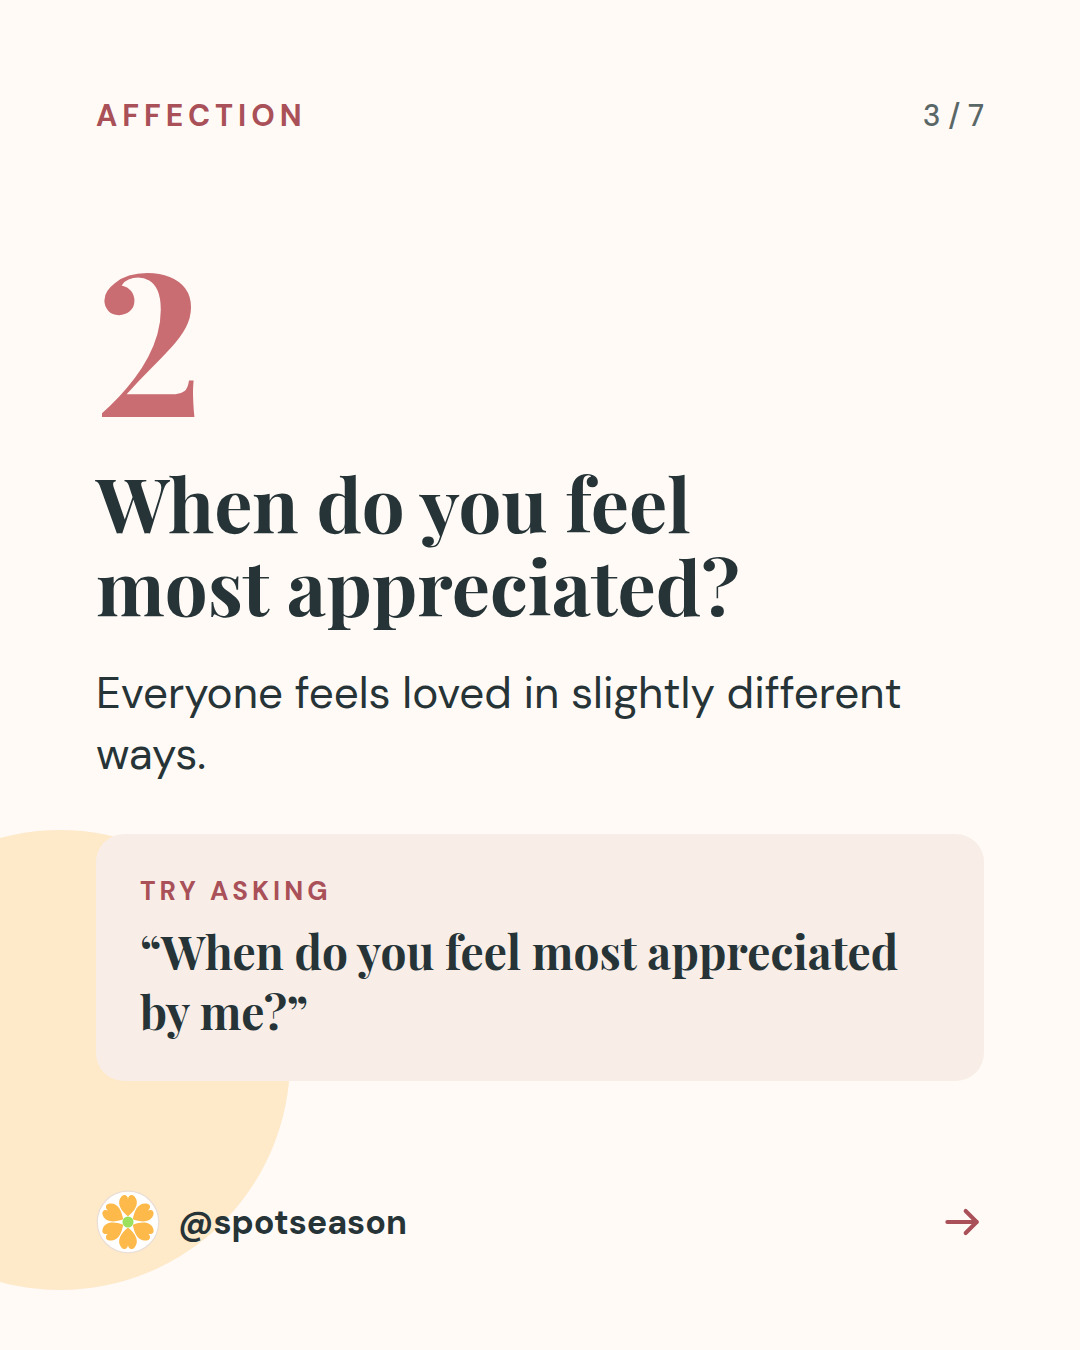 AFFECTION
3 / 7
2
When do you feel
most appreciated?
Everyone feels loved in slightly different
ways.
TRY ASKING
“When do you feel most appreciated
by me?”
@spotseason